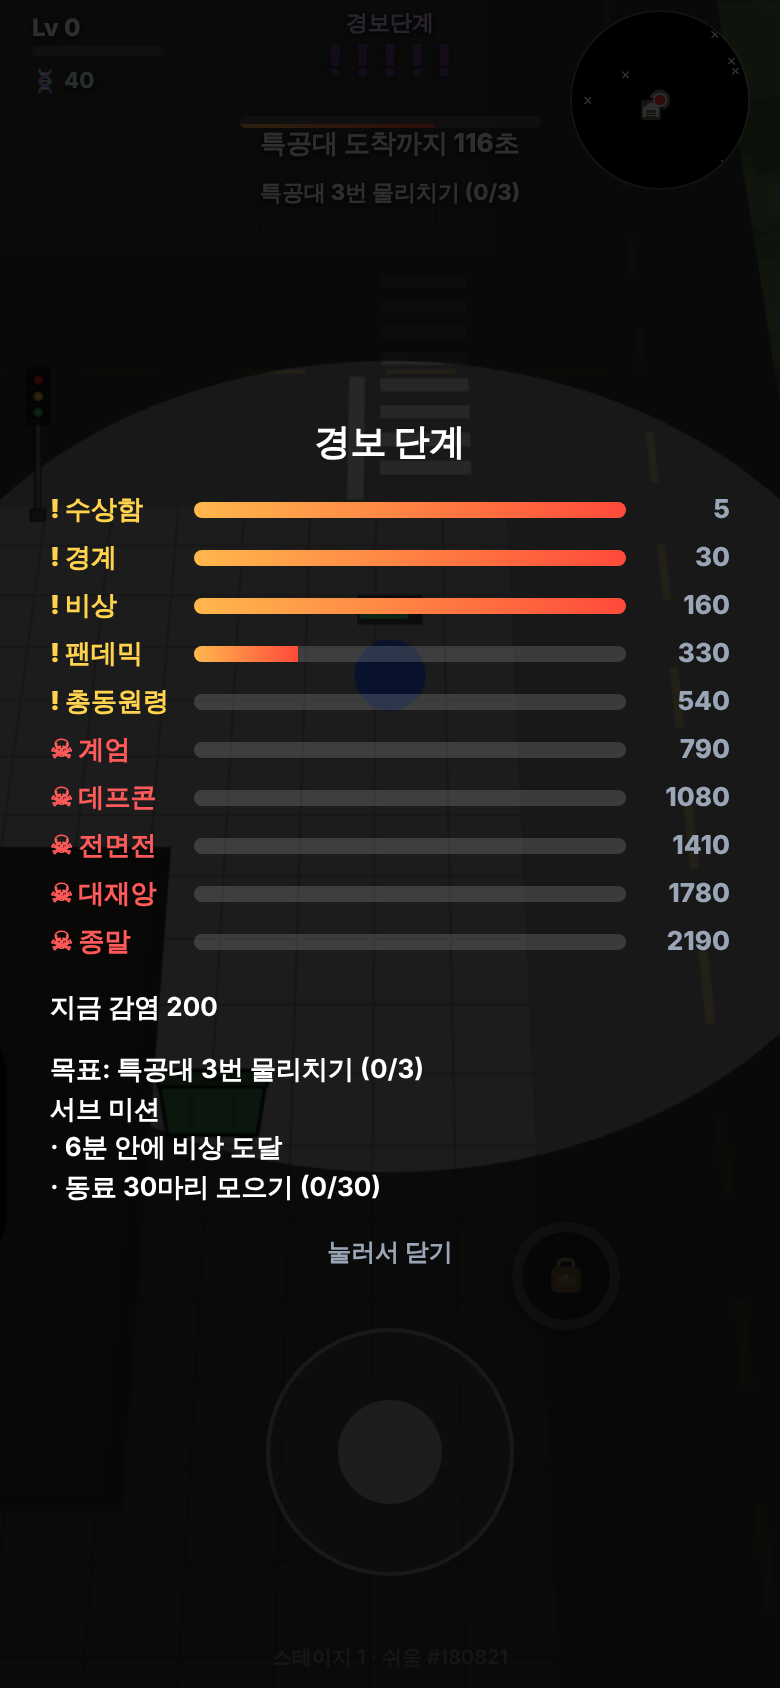 Lv 0
40
경보단계
! ! ! ! !
특공대 도착까지 116초
특공대 3번 물리치기 (0/3)
경보 단계
! 수상함 5
! 경계 30
! 비상 160
! 팬데믹 330
! 총동원령 540
☠ 계엄 790
☠ 데프콘 1080
☠ 전면전 1410
☠ 대재앙 1780
☠ 종말 2190
지금 감염 200
목표: 특공대 3번 물리치기 (0/3)
서브 미션
· 6분 안에 비상 도달
· 동료 30마리 모으기 (0/30)
눌러서 닫기
스테이지 1 · 쉬움 #180821